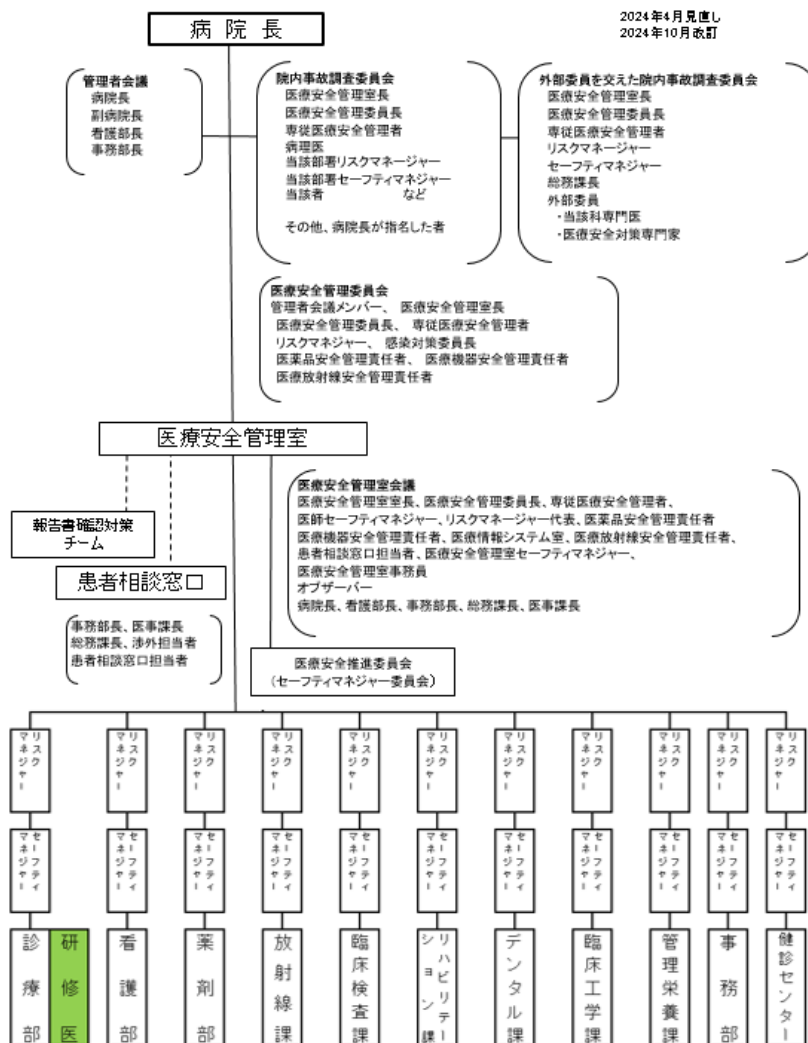 2024年4月見直し
2024年10月改訂
病院長
管理者会議
病院長
副病院長
看護部長
事務部長
院内事故調査委員会
医療安全管理室長
医療安全管理委員長
専従医療安全管理者
病理医
当該部署リスクマネージャー
当該部署セーフティマネジャー
当該者 など
その他、病院長が指名した者
外部委員を交えた院内事故調査委員会
医療安全管理室長
医療安全管理委員長
専従医療安全管理者
リスクマネージャー
セーフティマネジャー
総務課長
外部委員
・当該科専門医
・医療安全対策専門家
医療安全管理委員会
管理者会議メンバー、 医療安全管理室長
医療安全管理委員長、 専従医療安全管理者
リスクマネジャー、 感染対策委員長
医薬品安全管理責任者、 医療機器安全管理責任者
医療放射線安全管理責任者
医療安全管理室
医療安全管理室会議
医療安全管理室室長、医療安全管理委員長、専従医療安全管理者、
医師セーフティマネジャー、リスクマネージャー代表、医薬品安全管理責任者
医療機器安全管理責任者、医療情報システム室、医療放射線安全管理責任者、
患者相談窓口担当者、医療安全管理室セーフティマネジャー、
医療安全管理室事務員
オブザーバー
病院長、看護部長、事務部長、総務課長、医事課長
報告書確認対策
チーム
患者相談窓口
事務部長、医事課長
総務課長、渉外担当者
患者相談窓口担当者
医療安全推進委員会
(セーフティマネジャー委員会)
リスク
マネジャー
リスク
マネジャー
リスク
マネジャー
リスク
マネジャー
リスク
マネジャー
リスク
マネジャー
リスク
マネジャー
リスク
マネジャー
リスク
マネジャー
リスク
マネジャー
リスク
マネジャー
セーフティ
マネジャー
セーフティ
マネジャー
セーフティ
マネジャー
セーフティ
マネジャー
セーフティ
マネジャー
セーフティ
マネジャー
セーフティ
マネジャー
セーフティ
マネジャー
セーフティ
マネジャー
セーフティ
マネジャー
セーフティ
マネジャー
診療部
研修医
看護部
薬剤部
放射線課
臨床検査課
リハビリテー
ション課
デンタル課
臨床工学課
管理栄養課
事務部
健診センター